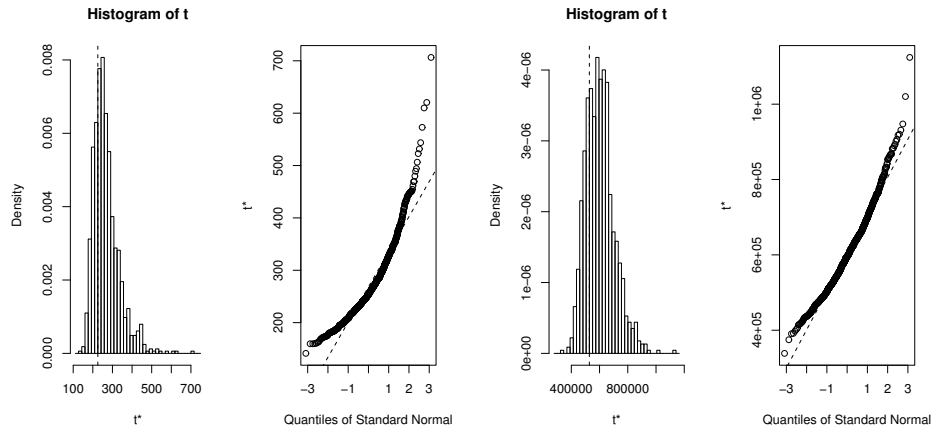 Histogram of t
Density
0.000 0.002 0.004 0.006 0.008
100 300 500 700
t*
t*
200 300 400 500 600 700
−3 −1 1 2 3
Quantiles of Standard Normal
Histogram of t
Density
0e+00 1e−06 2e−06 3e−06 4e−06
400000 800000
t*
t*
4e+05 6e+05 8e+05 1e+06
−3 −1 1 2 3
Quantiles of Standard Normal